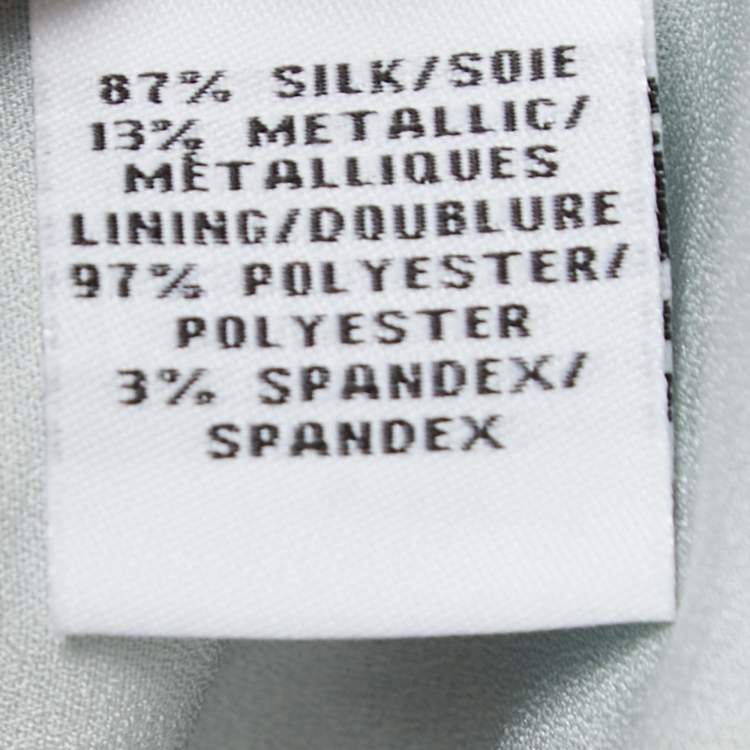 87% SILK/SOIE
13% METALLIC/
MÉTALLIQUES
LINING/DOUBLURE
97% POLYESTER/
POLYESTER
3% SPANDEX/
SPANDEX